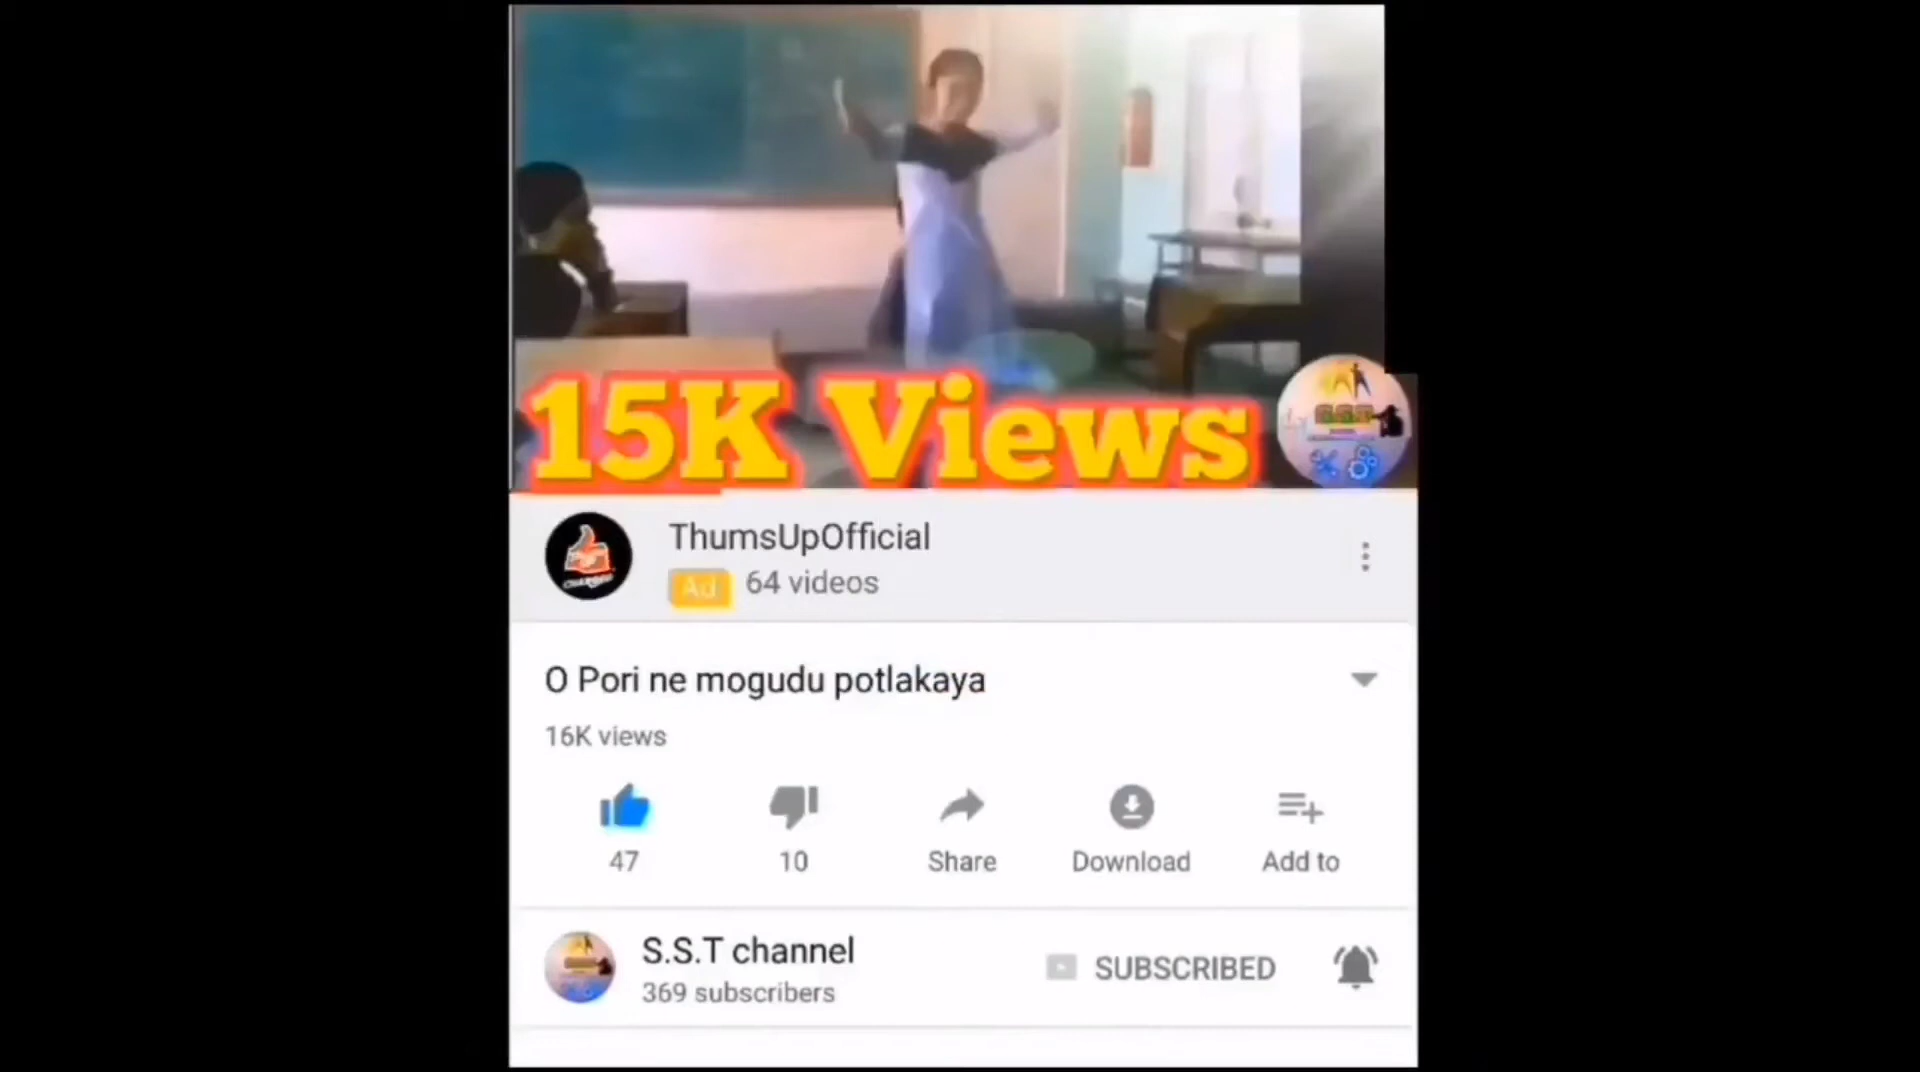 15K Views
S.S.T
ThumsUpOfficial
Ad 64 videos
O Pori ne mogudu potlakaya
16K views
47 10 Share Download Add to
S.S.T channel SUBSCRIBED
369 subscribers